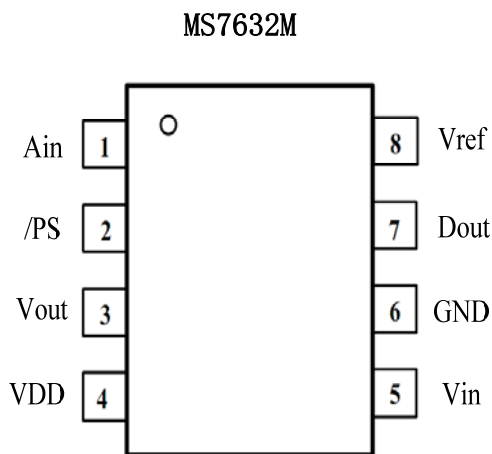 MS7632M
Ain 1 8 Vref
/PS 2 7 Dout
Vout 3 6 GND
VDD 4 5 Vin